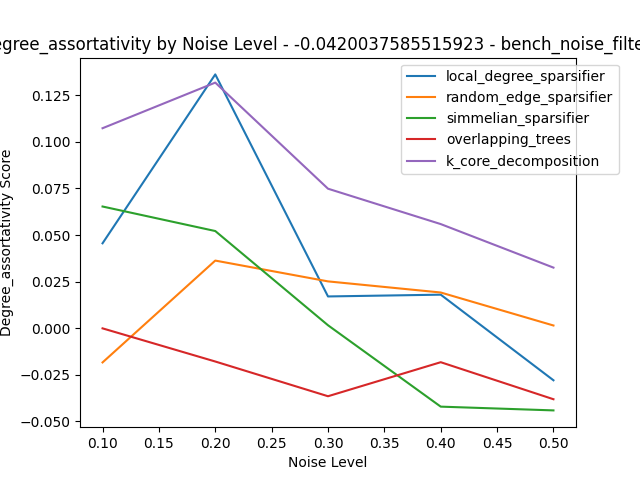 egree_assortativity by Noise Level - -0.0420037585515923 - bench_noise_filte
local_degree_sparsifier
random_edge_sparsifier
simmelian_sparsifier
overlapping_trees
k_core_decomposition
Degree_assortativity Score
0.125
0.100
0.075
0.050
0.025
0.000
−0.025
−0.050
0.10 0.15 0.20 0.25 0.30 0.35 0.40 0.45 0.50
Noise Level